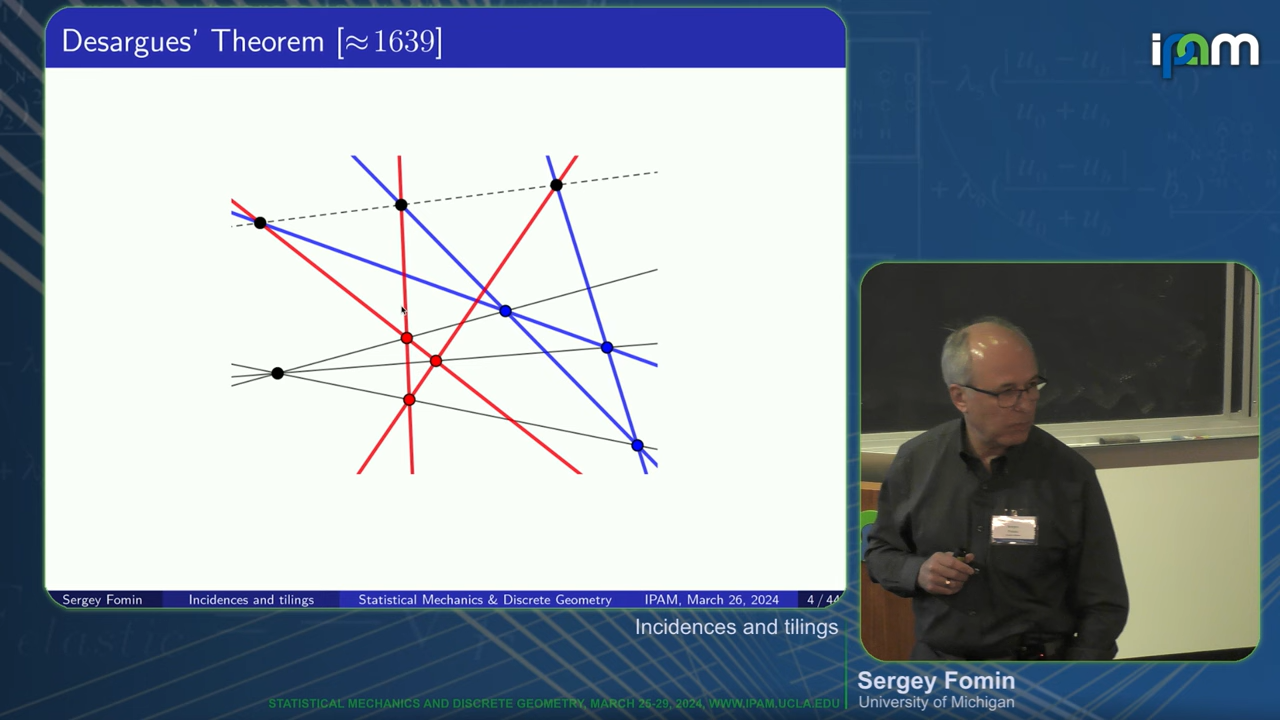 Desargues' Theorem [≈1639]
ipam
Sergey Fomin Incidences and tilings Statistical Mechanics & Discrete Geometry IPAM, March 26, 2024 4 / 44
Incidences and tilings
Sergey Fomin
University of Michigan
STATISTICAL MECHANICS AND DISCRETE GEOMETRY, MARCH 25-29, 2024, WWW.IPAM.UCLA.EDU